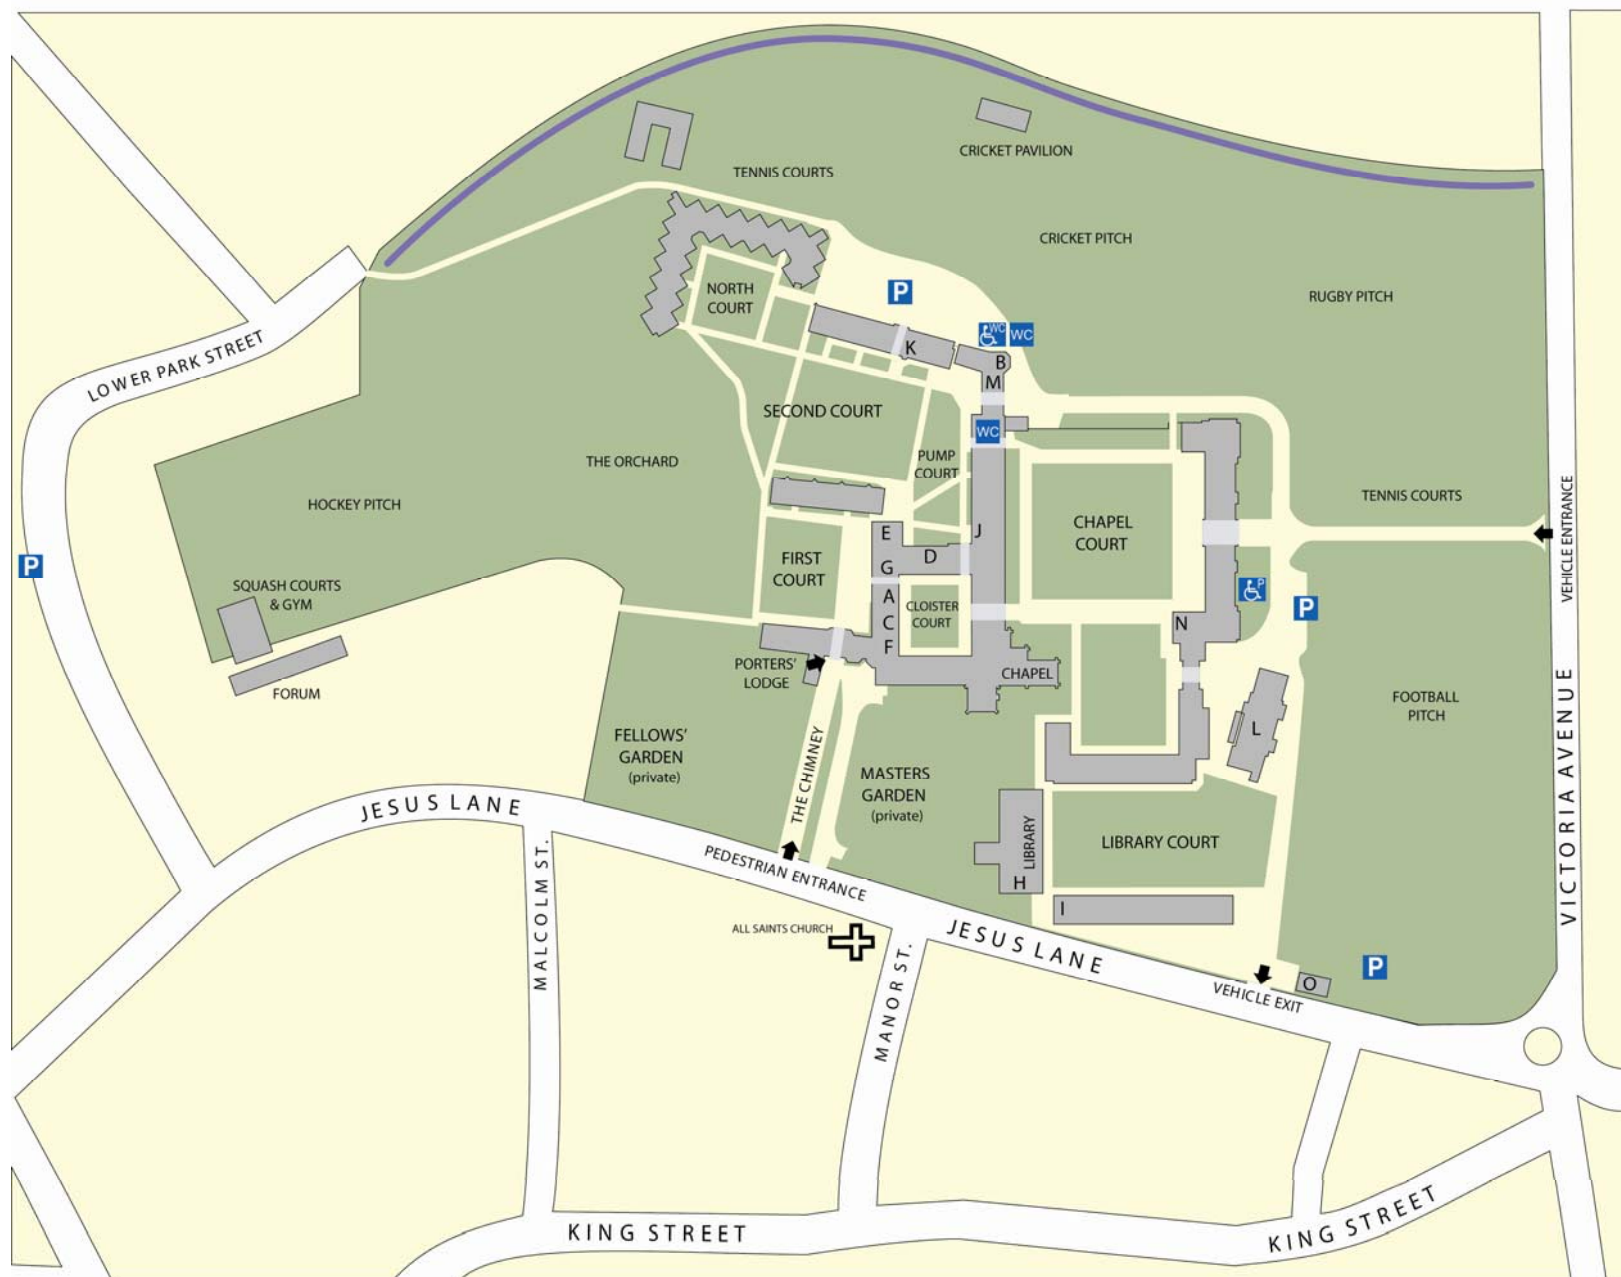 CRICKET PAVILION
TENNIS COURTS
CRICKET PITCH
NORTH
COURT
P
RUGBY PITCH
WC
WC
LOWER PARK STREET
K
B
M
SECOND COURT
WC
THE ORCHARD
PUMP
COURT
HOCKEY PITCH
TENNIS COURTS
VEHICLE ENTRANCE
CHAPEL
COURT
E
J
D
G
FIRST
COURT
P
SQUASH COURTS
& GYM
A
C
F
CLOISTER
COURT
P
P
N
PORTERS'
LODGE
CHAPEL
FORUM
FOOTBALL
PITCH
L
FELLOWS'
GARDEN
(private)
THE CHIMNEY
MASTERS
GARDEN
(private)
VICTORIA AVENUE
JESUS LANE
LIBRARY
H
LIBRARY COURT
PEDESTRIAN ENTRANCE
MALCOLM ST.
I
ALL SAINTS CHURCH
JESUS LANE
MANOR ST.
P
VEHICLE EXIT
O
KING STREET
KING STREET